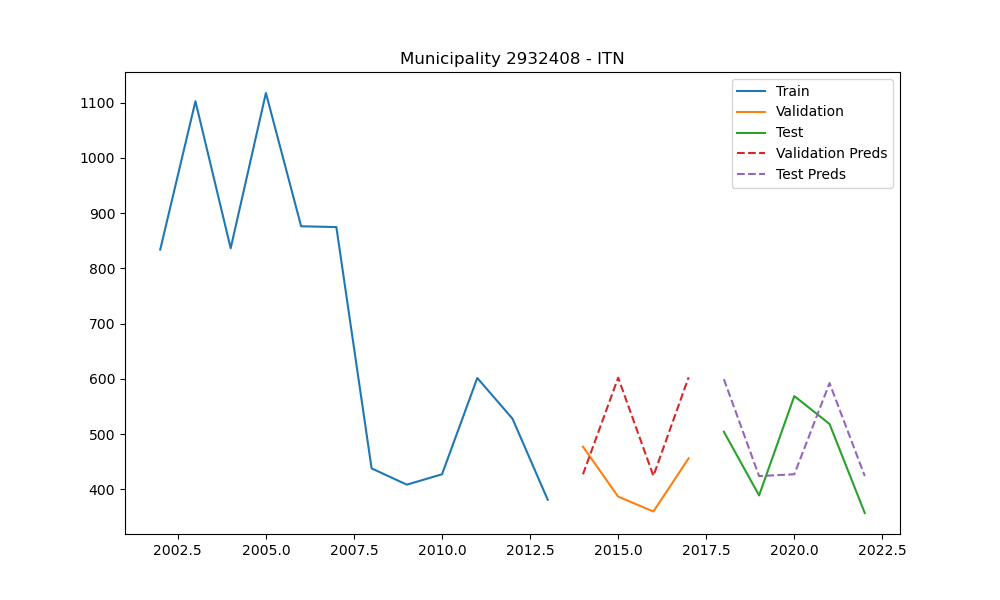 Municipality 2932408 - ITN
Train
Validation
Test
Validation Preds
Test Preds
1100
1000
900
800
700
600
500
400
2002.5 2005.0 2007.5 2010.0 2012.5 2015.0 2017.5 2020.0 2022.5